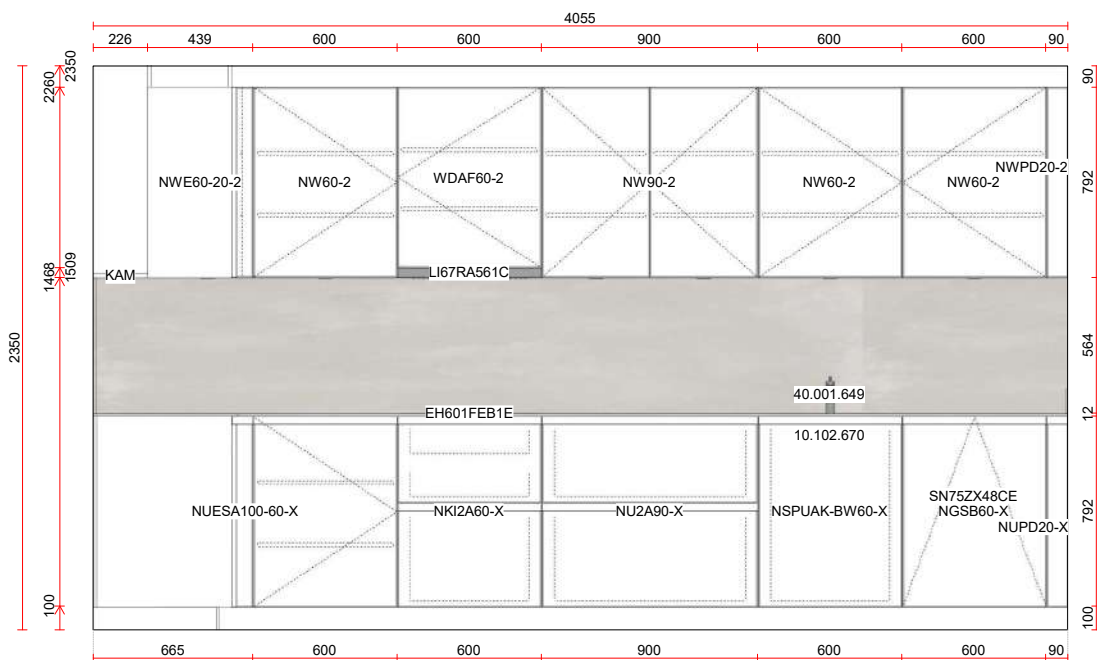 4055
226 439 600 600 900 600 600 90
2350
2260
90
NWE60-20-2 NW60-2 WDAF60-2 NW90-2 NW60-2 NW60-2 NWPD20-2
792
KAM LI67RA561C
1509
1468
2350
564
40.001.649
EH601FEB1E
12
10.102.670
SN75ZX48CE
NUESA100-60-X NKI2A60-X NU2A90-X NSPUAK-BW60-X NGSB60-X
NUPD20-X
792
100
100
665 600 600 900 600 600 90